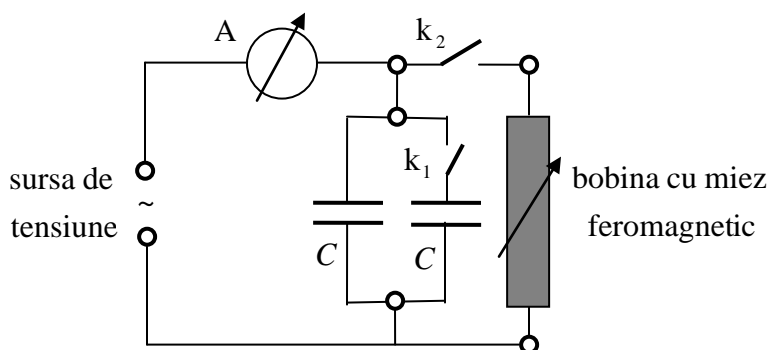 A
k2
k1
sursa de
~
tensiune
C
C
bobina cu miez
feromagnetic